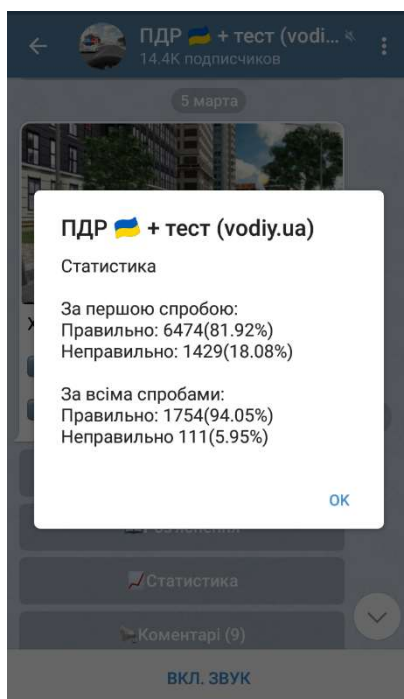 ПДР + тест (vodi...
14.4K подписчиков
5 марта
ПДР + тест (vodiy.ua)
Статистика
За першою спробою:
Правильно: 6474(81.92%)
Неправильно: 1429(18.08%)
За всіма спробами:
Правильно: 1754(94.05%)
Неправильно 111(5.95%)
OK
Статистика
Коментарі (9)
ВКЛ. ЗВУК